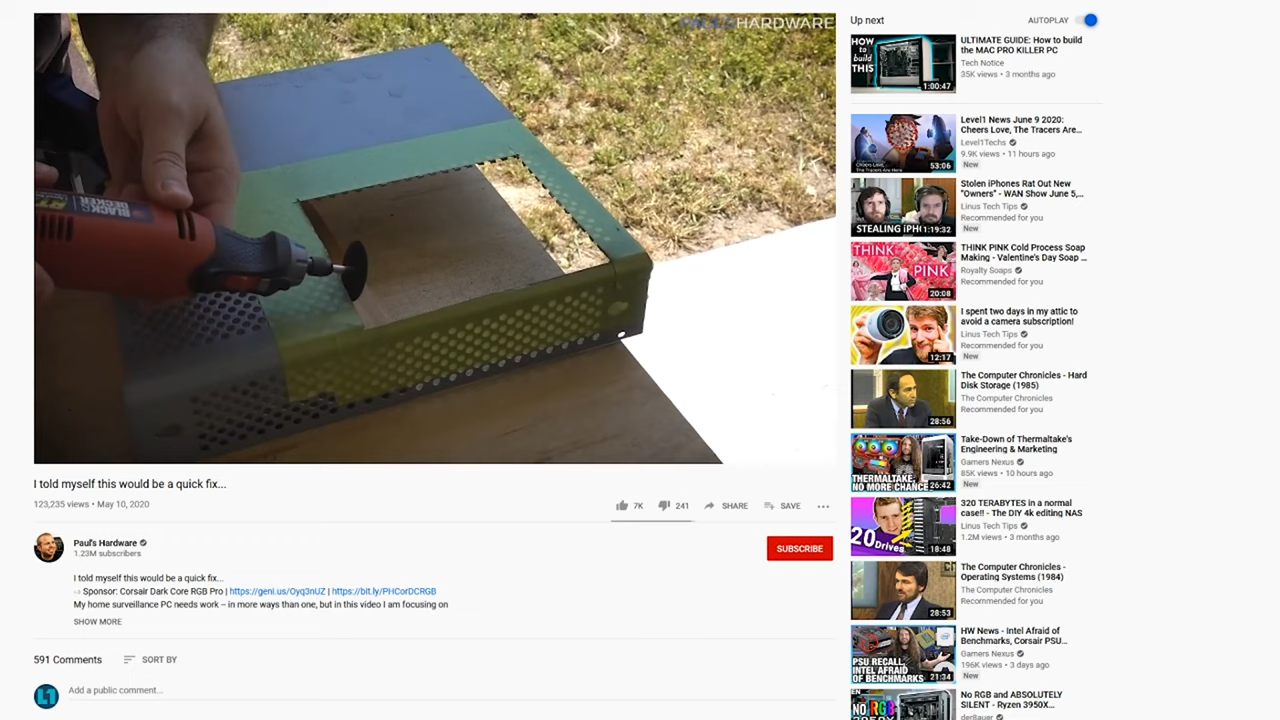 PAULSHARDWARE
BLACK&
DECKER
I told myself this would be a quick fix...
123,235 views • May 10, 2020
7K
241
SHARE
SAVE
Paul's Hardware
1.23M subscribers
SUBSCRIBE
I told myself this would be a quick fix...
Sponsor: Corsair Dark Core RGB Pro | https://geni.us/Oyq3nUZ | https://bit.ly/PHCorDCRGB
My home surveillance PC needs work – in more ways than one, but in this video I am focusing on
SHOW MORE
591 Comments
SORT BY
Add a public comment...
Up next
AUTOPLAY
HOW
to
build
THIS
1:00:47
ULTIMATE GUIDE: How to build
the MAC PRO KILLER PC
Tech Notice
35K views • 3 months ago
53:06
Level1 News June 9 2020:
Cheers Love, The Tracers Are...
Level1Techs
9.9K views • 11 hours ago
New
STEALING iPH
1:19:32
Stolen iPhones Rat Out New
"Owners" - WAN Show June 5,...
Linus Tech Tips
Recommended for you
New
THINK
PINK
20:08
THINK PINK Cold Process Soap
Making - Valentine's Day Soap ...
Royalty Soaps
Recommended for you
12:17
I spent two days in my attic to
avoid a camera subscription!
Linus Tech Tips
Recommended for you
New
28:56
The Computer Chronicles - Hard
Disk Storage (1985)
The Computer Chronicles
Recommended for you
THERMALTAKE,
NO MORE CHANCE
26:42
Take-Down of Thermaltake's
Engineering & Marketing
Gamers Nexus
85K views • 10 hours ago
New
20 Drives
18:48
320 TERABYTES in a normal
case!! - The DIY 4k editing NAS
Linus Tech Tips
1.2M views • 3 months ago
28:53
The Computer Chronicles -
Operating Systems (1984)
The Computer Chronicles
Recommended for you
PSU RECALL,
INTEL AFRAID
OF BENCHMARKS
21:34
HW News - Intel Afraid of
Benchmarks, Corsair PSU...
Gamers Nexus
196K views • 3 days ago
New
EN
NO RGB
3950X
No RGB and ABSOLUTELY
SILENT - Ryzen 3950X...
der8auer